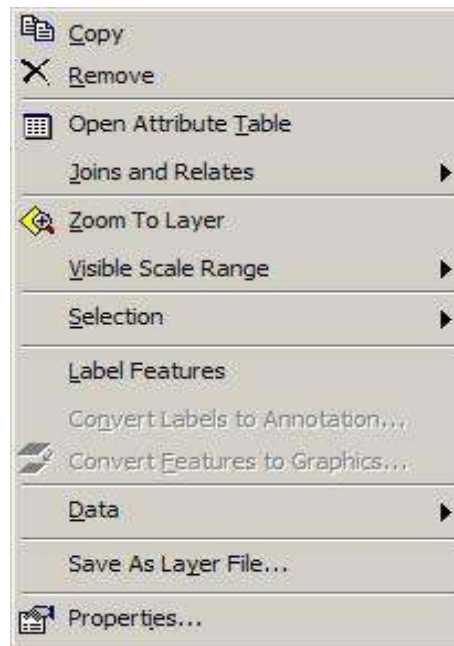 Copy
Remove
Open Attribute Table
Joins and Relates
Zoom To Layer
Visible Scale Range
Selection
Label Features
Convert Labels to Annotation...
Convert Features to Graphics...
Data
Save As Layer File...
Properties...